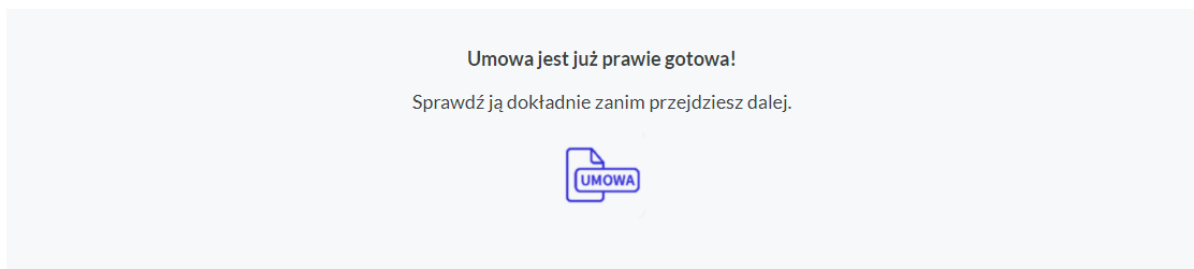 Umowa jest już prawie gotowa!
Sprawdź ją dokładnie zanim przejdziesz dalej.
UMOWA